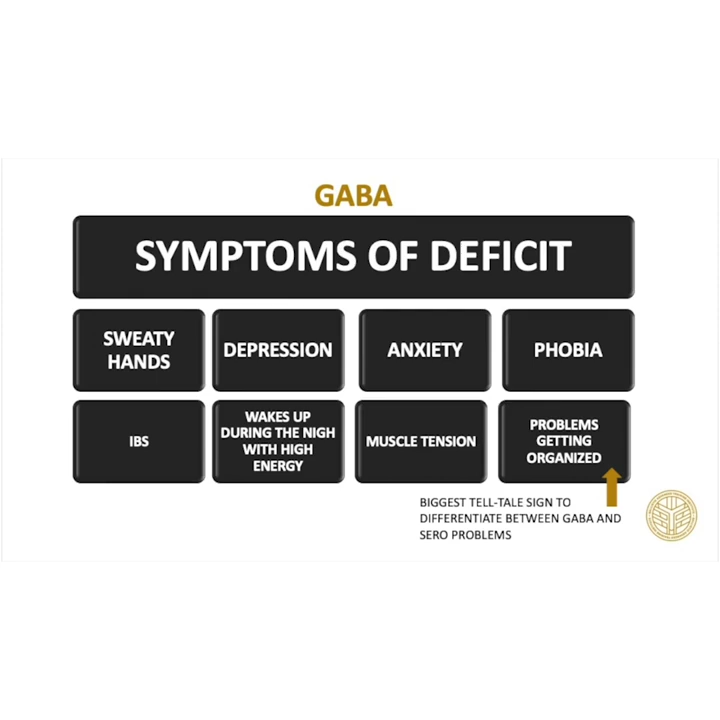 GABA
SYMPTOMS OF DEFICIT
SWEATY
HANDS
DEPRESSION
ANXIETY
PHOBIA
IBS
WAKES UP
DURING THE NIGH
WITH HIGH
ENERGY
MUSCLE TENSION
PROBLEMS
GETTING
ORGANIZED
BIGGEST TELL-TALE SIGN TO
DIFFERENTIATE BETWEEN GABA AND
SERO PROBLEMS